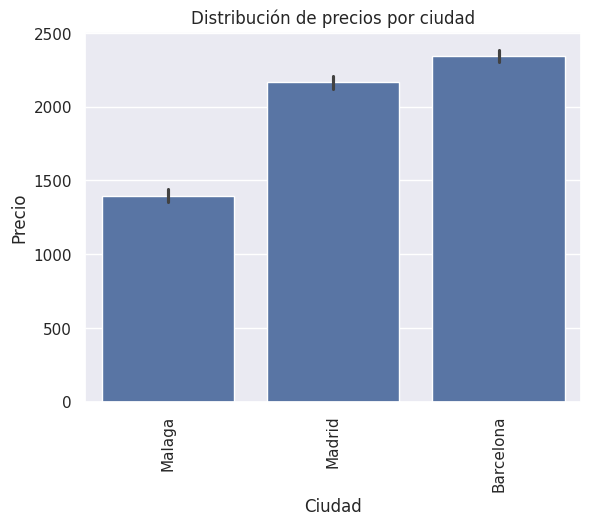 Distribución de precios por ciudad
Precio
2500
2000
1500
1000
500
0
Malaga
Madrid
Barcelona
Ciudad